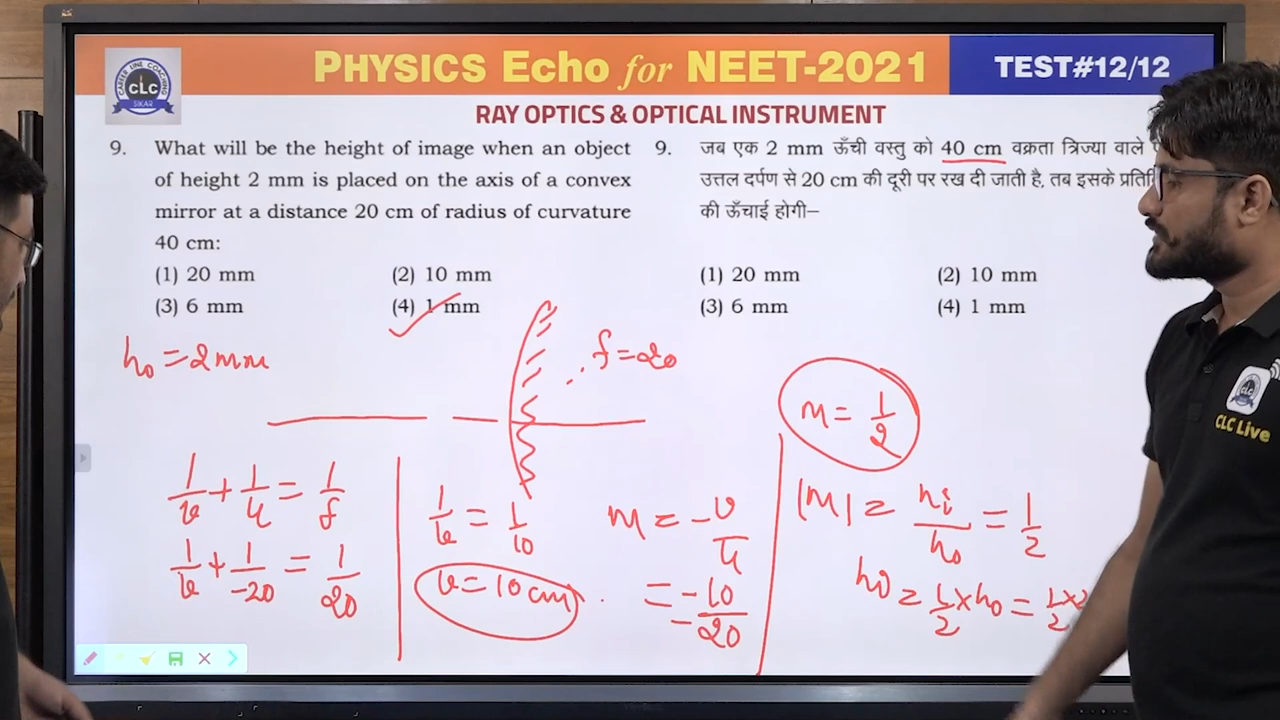 PHYSICS Echo for NEET-2021
TEST#12/12
CAREER LINE COACHING
CLC
SIKAR
RAY OPTICS & OPTICAL INSTRUMENT
9. What will be the height of image when an object
of height 2 mm is placed on the axis of a convex
mirror at a distance 20 cm of radius of curvature
40 cm:
(1) 20 mm (2) 10 mm
(3) 6 mm (4) 1 mm
9. जब एक 2 mm ऊँची वस्तु को 40 cm वक्रता त्रिज्या वाले
उत्तल दर्पण से 20 cm की दूरी पर रख दी जाती है, तब इसके
की ऊँचाई होगी–
(1) 20 mm (2) 10 mm
(3) 6 mm (4) 1 mm
h₀ = 2mm
f = 20
1/v + 1/u = 1/f
1/v + 1/-20 = 1/20
1/v = 1/10
v = 10 cm
m = -v/u
= -10/-20
m = 1/2
|m| = hi/h₀ = 1/2
= 1/2 × h₀ =
CLC Live